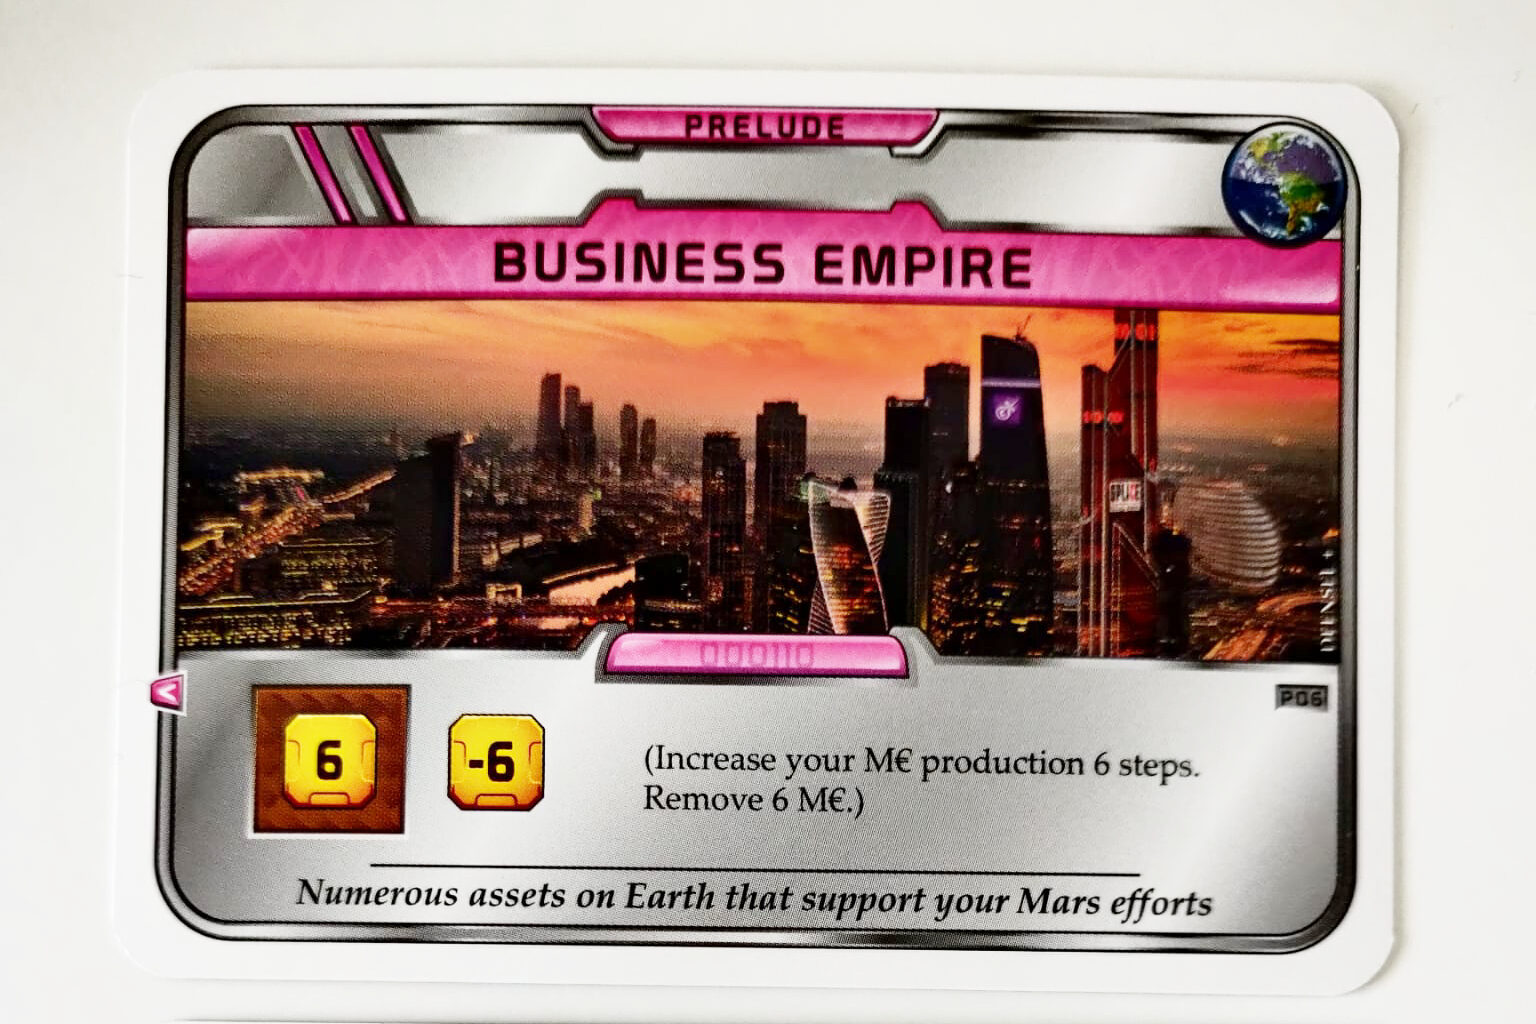 PRELUDE
BUSINESS EMPIRE
P06
6
-6
(Increase your M€ production 6 steps.
Remove 6 M€.)
Numerous assets on Earth that support your Mars efforts